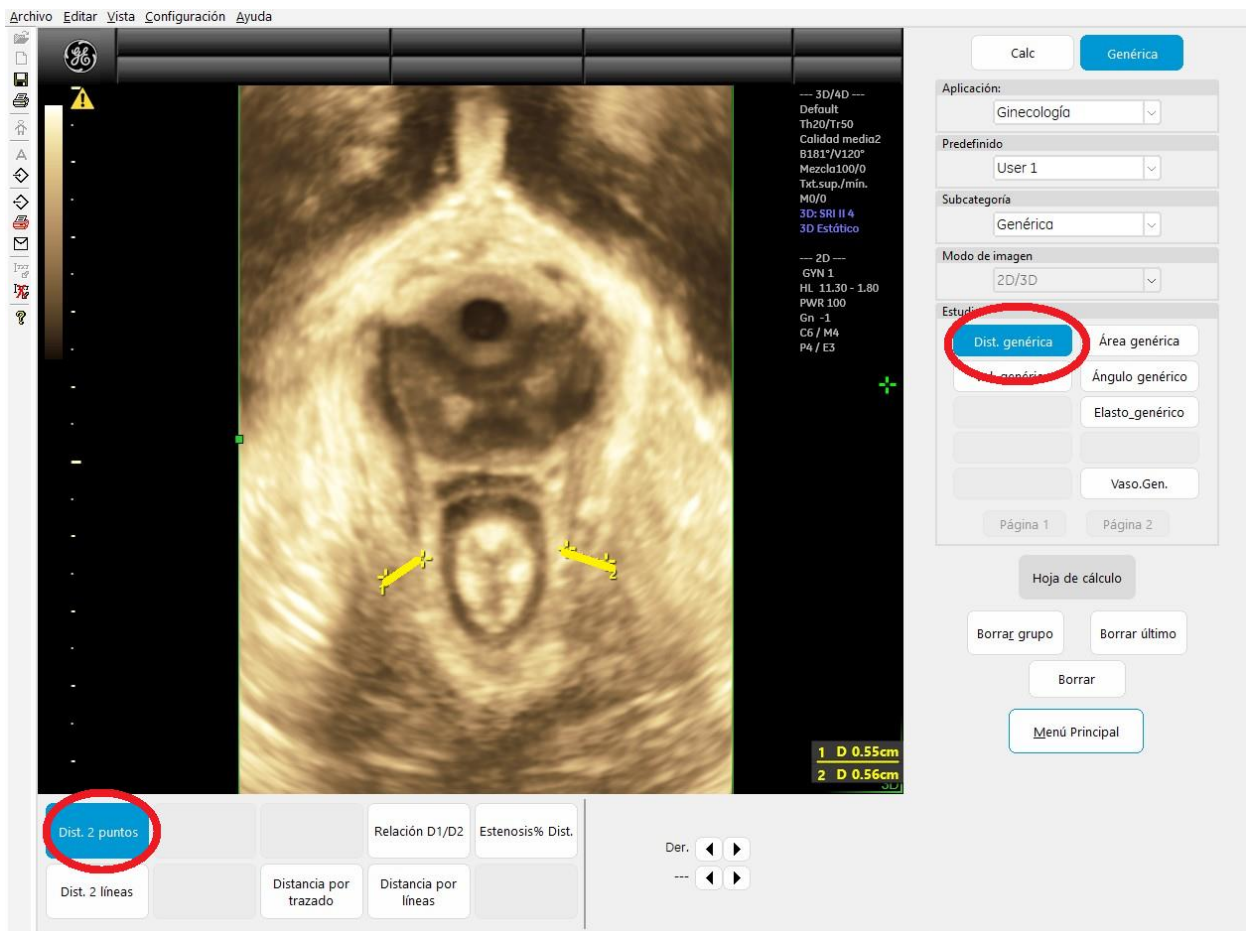 Archivo Editar Vista Configuración Ayuda
GE
--- 3D/4D ---
Default
Th20/Tr50
Calidad media2
B181°/V120°
Mezcla100/0
Txt.sup./mín.
M0/0
3D: SRI II 4
3D Estático
--- 2D ---
GYN 1
HL 11.30 - 1.80
PWR 100
Gn -1
C6 / M4
P4 / E3
1
2
1 D 0.55cm
2 D 0.56cm
3D
Calc
Genérica
Aplicación:
Ginecología
Predefinido
User 1
Subcategoría
Genérica
Modo de imagen
2D/3D
Dist. genérica
Área genérica
Ángulo genérico
Elasto_genérico
Vaso.Gen.
Página 1
Página 2
Hoja de cálculo
Borrar grupo
Borrar último
Borrar
Menú Principal
Dist. 2 puntos
Relación D1/D2
Estenosis% Dist.
Dist. 2 líneas
Distancia por
trazado
Distancia por
líneas
Der.
---